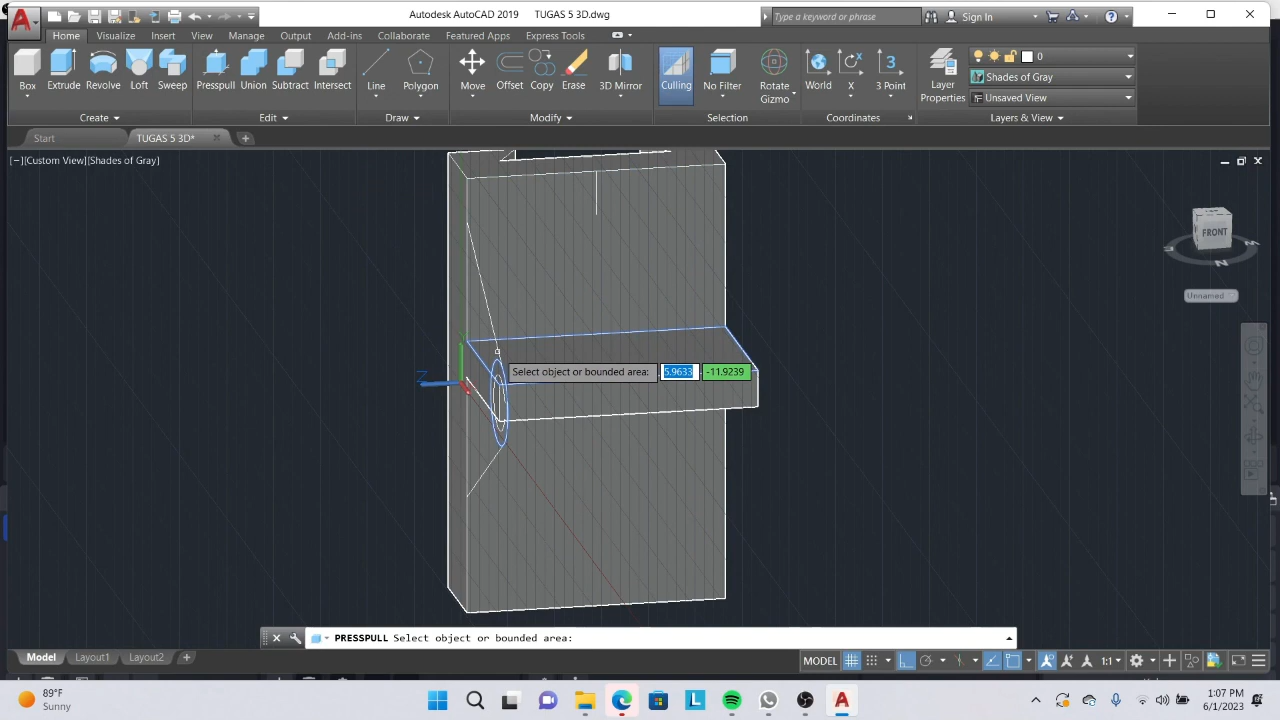 Autodesk AutoCAD 2019 TUGAS 5 3D.dwg
Type a keyword or phrase
Sign In
Home Visualize Insert View Manage Output Add-ins Collaborate Featured Apps Express Tools
Box Extrude Revolve Loft Sweep Presspull Union Subtract Intersect Line Polygon Move Offset Copy Erase 3D Mirror Culling No Filter Rotate Gizmo World X 3 Point Layer Properties
0
Shades of Gray
Unsaved View
Create Edit Draw Modify Selection Coordinates Layers & View
Start TUGAS 5 3D*
[−][Custom View][Shades of Gray]
FRONT
Unnamed
Select object or bounded area: 5.9633 -11.9239
Z
PRESSPULL Select object or bounded area:
Model Layout1 Layout2
MODEL 1:1
89°F
Sunny
1:07 PM
6/1/2023